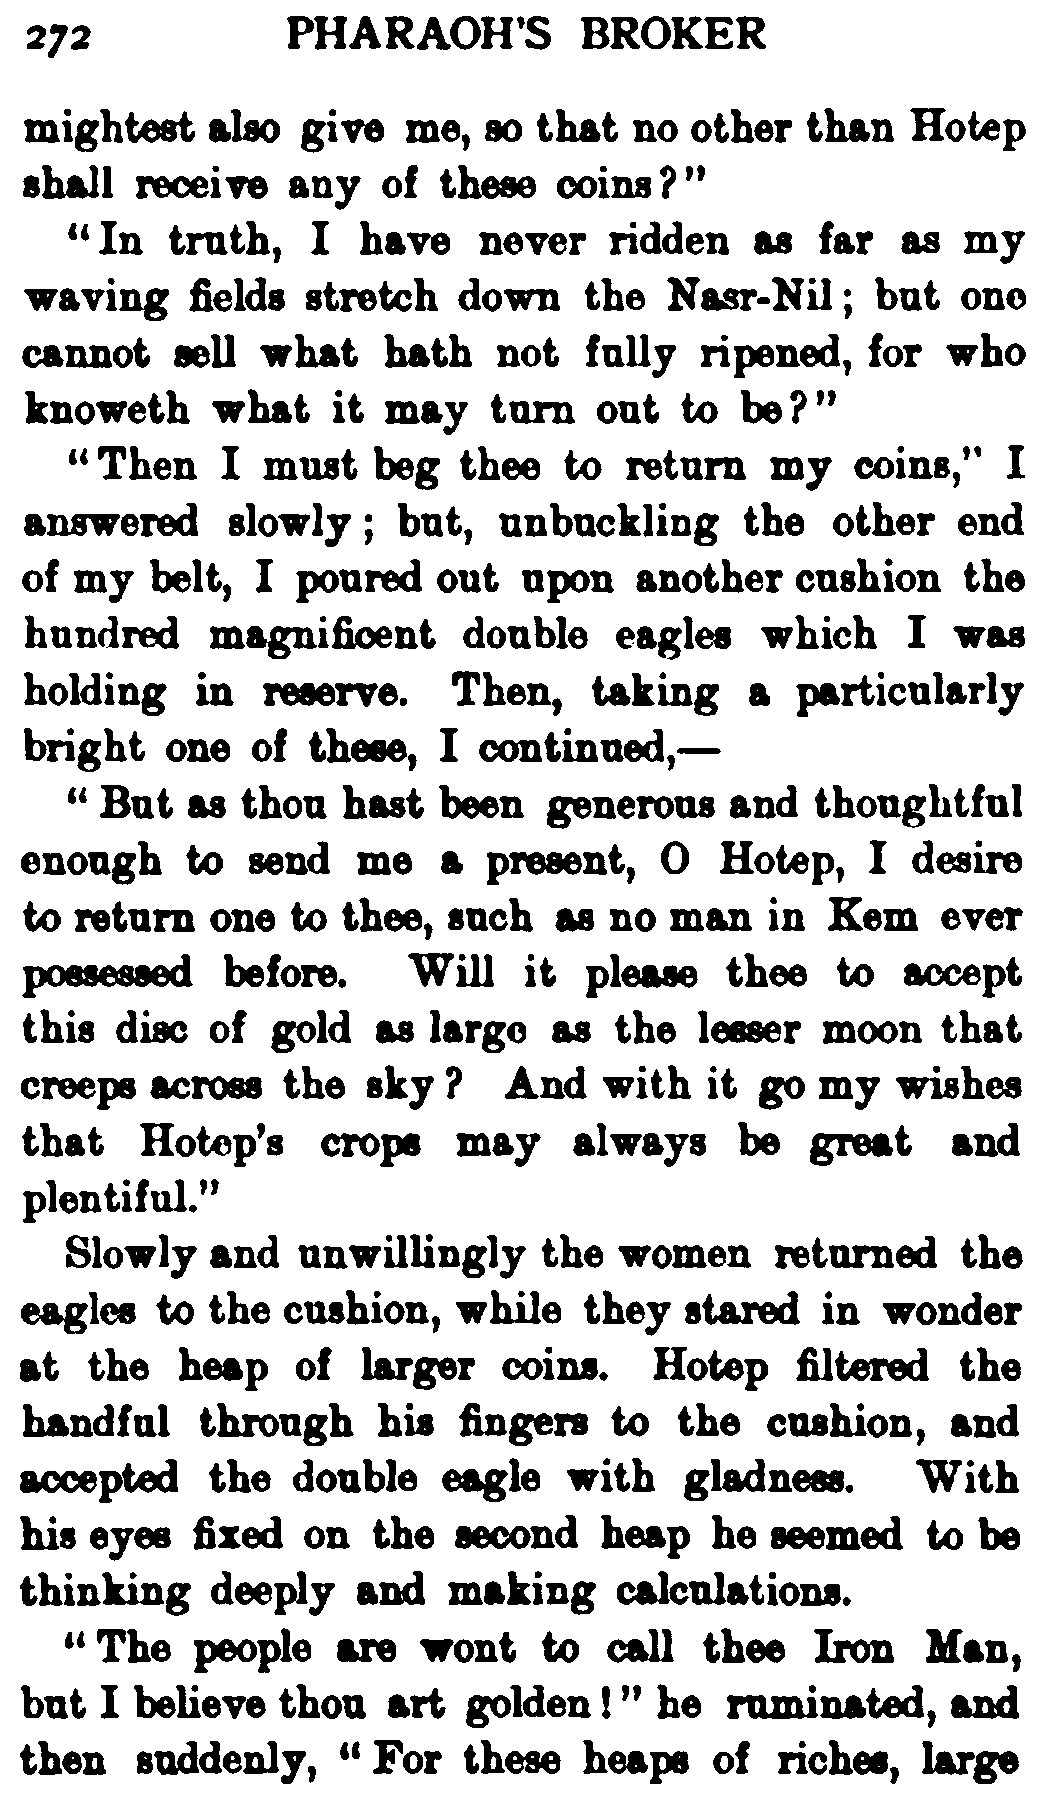 272 PHARAOH'S BROKER
mightest also give me, so that no other than Hotep
shall receive any of these coins?"
"In truth, I have never ridden as far as my
waving fields stretch down the Nasr-Nil; but one
cannot sell what hath not fully ripened, for who
knoweth what it may turn out to be?"
"Then I must beg thee to return my coins," I
answered slowly; but, unbuckling the other end
of my belt, I poured out upon another cushion the
hundred magnificent double eagles which I was
holding in reserve. Then, taking a particularly
bright one of these, I continued,—
"But as thou hast been generous and thoughtful
enough to send me a present, O Hotep, I desire
to return one to thee, such as no man in Kem ever
possessed before. Will it please thee to accept
this disc of gold as large as the lesser moon that
creeps across the sky? And with it go my wishes
that Hotep's crops may always be great and
plentiful."
Slowly and unwillingly the women returned the
eagles to the cushion, while they stared in wonder
at the heap of larger coins. Hotep filtered the
handful through his fingers to the cushion, and
accepted the double eagle with gladness. With
his eyes fixed on the second heap he seemed to be
thinking deeply and making calculations.
"The people are wont to call thee Iron Man,
but I believe thou art golden!" he ruminated, and
then suddenly, "For these heaps of riches, large